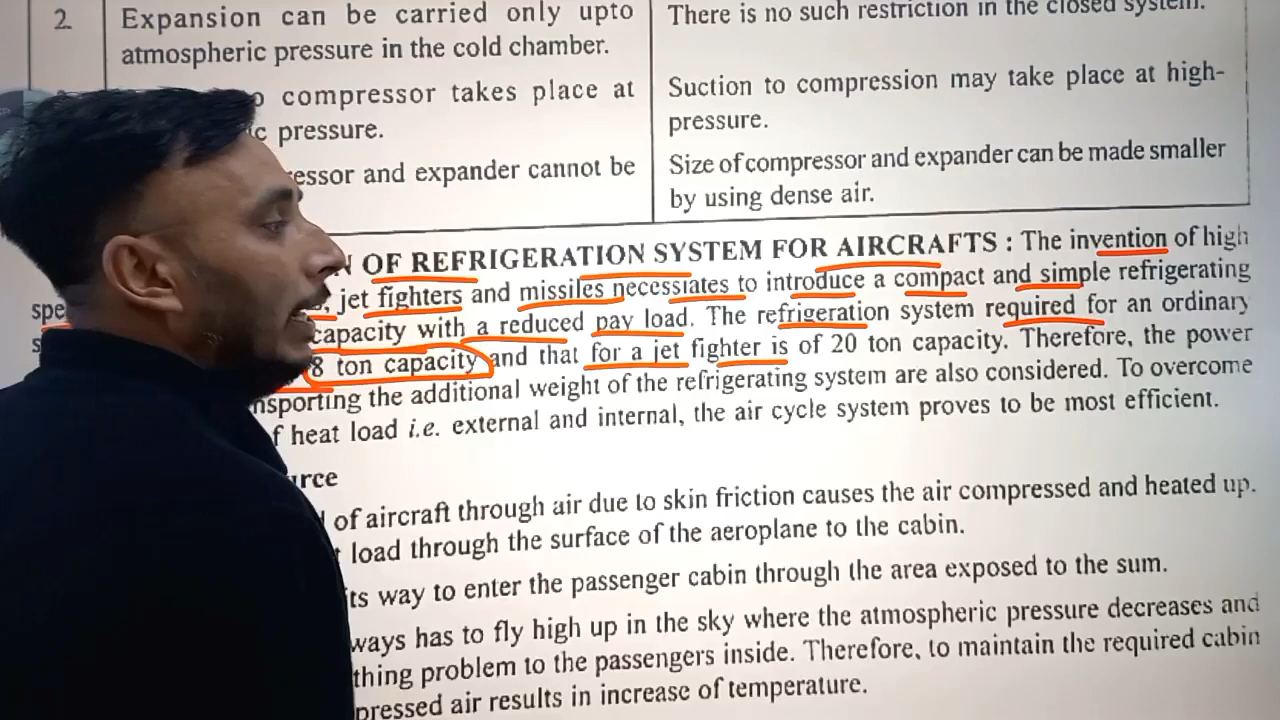 2. Expansion can be carried only upto
atmospheric pressure in the cold chamber.
There is no such restriction in the closed system.
compressor takes place at
pressure.
Suction to compression may take place at high-
pressure.
and expander cannot be
Size of compressor and expander can be made smaller
by using dense air.
OF REFRIGERATION SYSTEM FOR AIRCRAFTS : The invention of high
jet fighters and missiles necessiates to introduce a compact and simple refrigerating
capacity with a reduced pay load. The refrigeration system required for an ordinary
8 ton capacity and that for a jet fighter is of 20 ton capacity. Therefore, the power
the additional weight of the refrigerating system are also considered. To overcome
heat load i.e. external and internal, the air cycle system proves to be most efficient.
of aircraft through air due to skin friction causes the air compressed and heated up.
load through the surface of the aeroplane to the cabin.
way to enter the passenger cabin through the area exposed to the sum.
has to fly high up in the sky where the atmospheric pressure decreases and
problem to the passengers inside. Therefore, to maintain the required cabin
air results in increase of temperature.